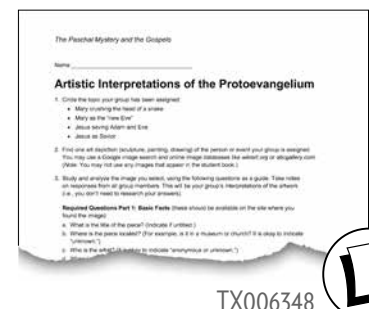 The Paschal Mystery and the Gospels
Name
Artistic Interpretations of the Protoevangelium
1. Circle the topic your group has been assigned:
• Mary crushing the head of a snake
• Mary as the "new Eve"
• Jesus saving Adam and Eve
• Jesus as Savior
2. Find one art depiction (sculpture, painting, drawing) of the person or event your group is assigned.
You may use a Google image search and online image databases like
(Note: You may not use any images that appear in the student book.)
3. Study and analyze the image you select, using the following questions as a guide. Take notes
on responses from all group members. This will be your group's interpretations of the artwork
(i.e., you don't need to research your answers).
Required Questions Part 1: Basic Facts (these should be available on the site where you
found the image)
a. What is the title of the piece? (Indicate if untitled.)
b. Where is the piece located? (For example, is it in a museum or church? It is okay to indicate
"unknown.")
c. Who is the artist? (It is okay to indicate "anonymous or unknown.")
TX006348